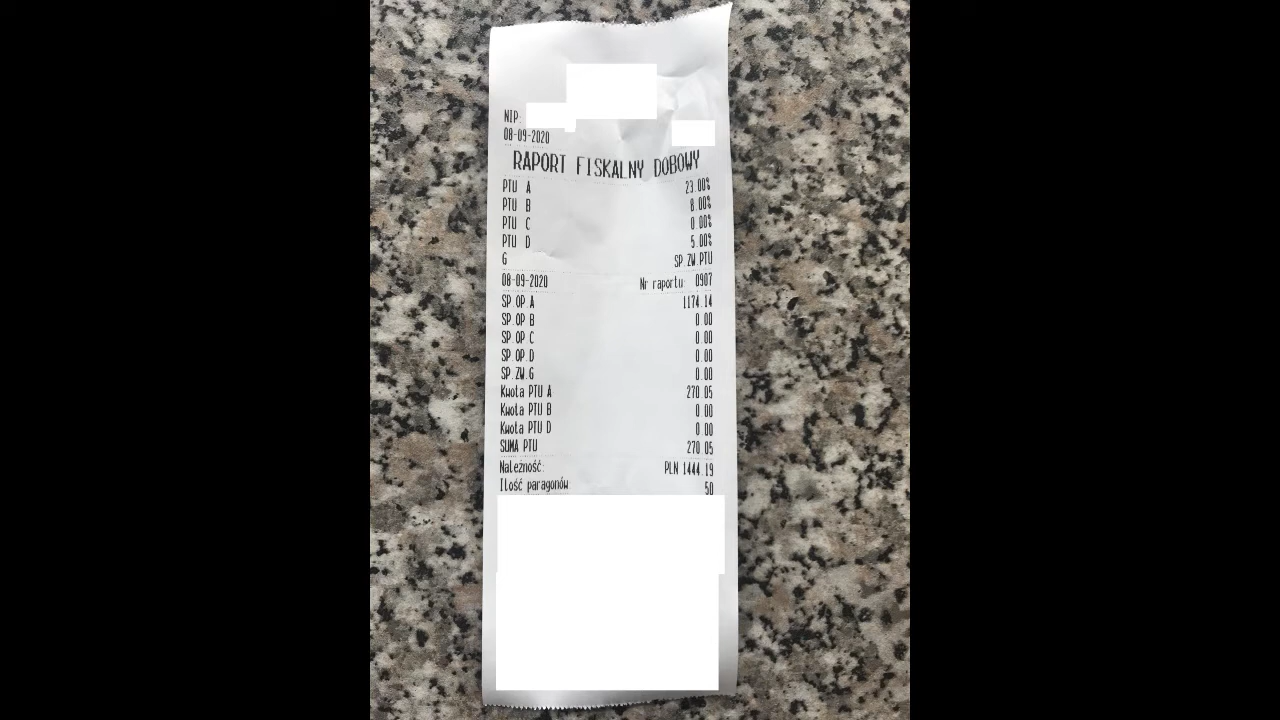 NIP:
08-09-2020
RAPORT FISKALNY DOBOWY
PTU A 23.00%
PTU B 8.00%
PTU C 0.00%
PTU D 5.00%
G SP.ZW.PTU
08-09-2020 Nr raportu: 0907
SP.OP.A 1174.14
SP.OP.B 0.00
SP.OP.C 0.00
SP.OP.D 0.00
SP.ZW.G 0.00
Kwota PTU A 270.05
Kwota PTU B 0.00
Kwota PTU D 0.00
SUMA PTU 270.05
Należność: PLN 1444.19
Ilość paragonów 50